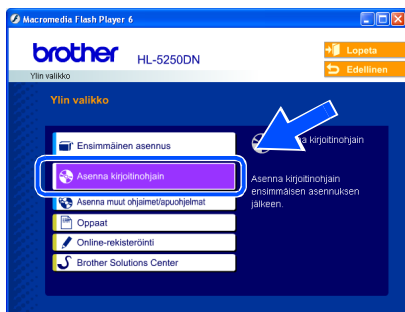 Macromedia Flash Player 6
brother HL-5250DN
Lopeta
Edellinen
Ylin valikko
Ylin valikko
Ensimmäinen asennus
Asenna kirjoitinohjain
Asenna muut ohjaimet/apuohjelmat
Oppaat
Online-rekisteröinti
Brother Solutions Center
a kirjoitinohjain
Asenna kirjoitinohjain
ensimmäisen asennuksen
jälkeen.